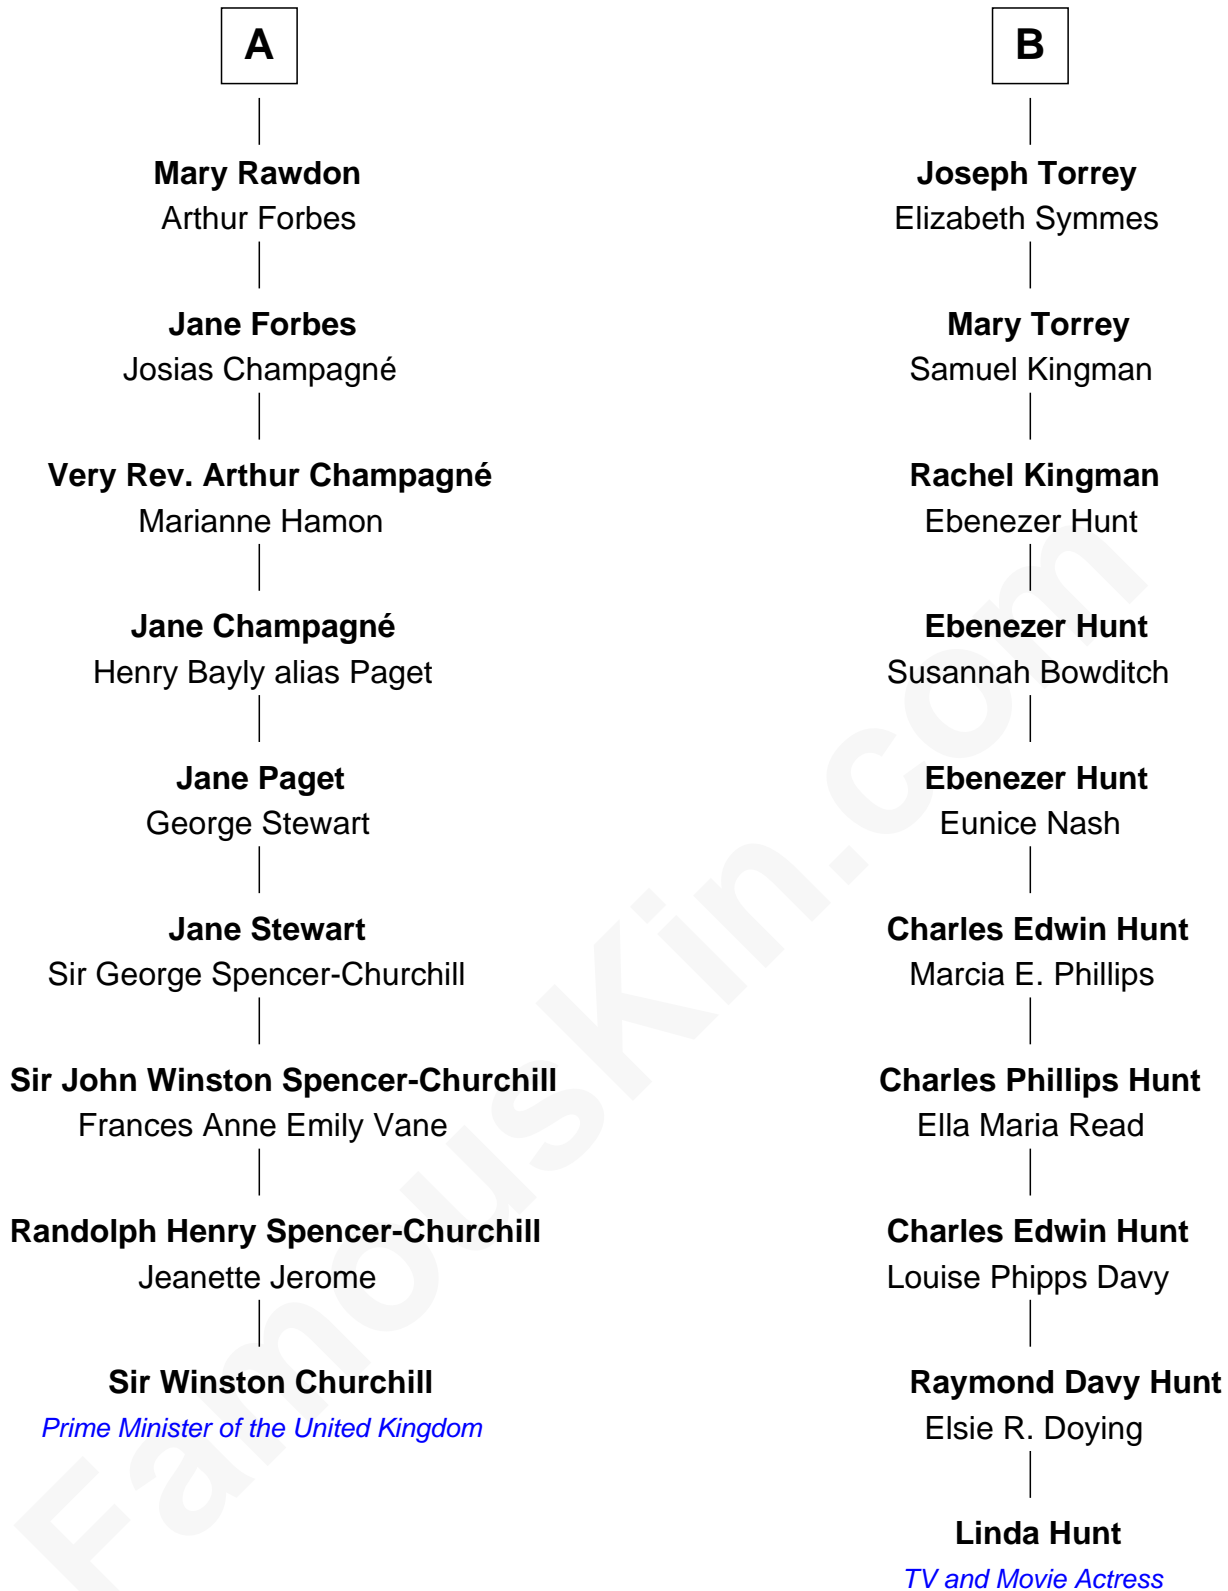 A
Mary Rawdon
Arthur Forbes
Jane Forbes
Josias Champagné
Very Rev. Arthur Champagné
Marianne Hamon
Jane Champagné
Henry Bayly alias Paget
Jane Paget
George Stewart
Jane Stewart
Sir George Spencer-Churchill
Sir John Winston Spencer-Churchill
Frances Anne Emily Vane
Randolph Henry Spencer-Churchill
Jeanette Jerome
Sir Winston Churchill
Prime Minister of the United Kingdom
B
Joseph Torrey
Elizabeth Symmes
Mary Torrey
Samuel Kingman
Rachel Kingman
Ebenezer Hunt
Ebenezer Hunt
Susannah Bowditch
Ebenezer Hunt
Eunice Nash
Charles Edwin Hunt
Marcia E. Phillips
Charles Phillips Hunt
Ella Maria Read
Charles Edwin Hunt
Louise Phipps Davy
Raymond Davy Hunt
Elsie R. Doying
Linda Hunt
TV and Movie Actress
FamousKin.com